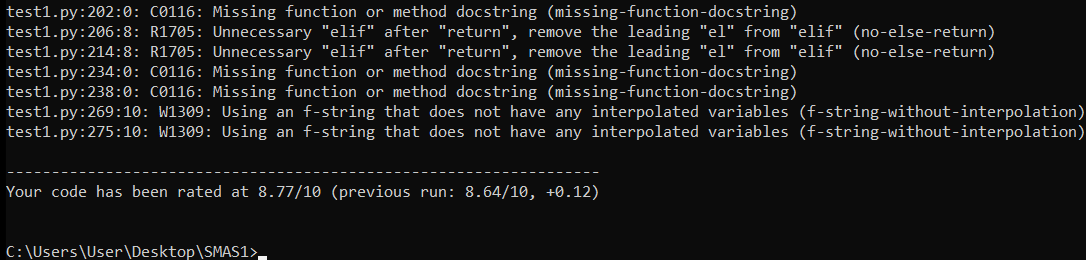 test1.py:202:0: C0116: Missing function or method docstring (missing-function-docstring)
test1.py:206:8: R1705: Unnecessary "elif" after "return", remove the leading "el" from "elif" (no-else-return)
test1.py:214:8: R1705: Unnecessary "elif" after "return", remove the leading "el" from "elif" (no-else-return)
test1.py:234:0: C0116: Missing function or method docstring (missing-function-docstring)
test1.py:238:0: C0116: Missing function or method docstring (missing-function-docstring)
test1.py:269:10: W1309: Using an f-string that does not have any interpolated variables (f-string-without-interpolation)
test1.py:275:10: W1309: Using an f-string that does not have any interpolated variables (f-string-without-interpolation)
------------------------------------------------------------------
Your code has been rated at 8.77/10 (previous run: 8.64/10, +0.12)
C:\Users\User\Desktop\SMAS1>_